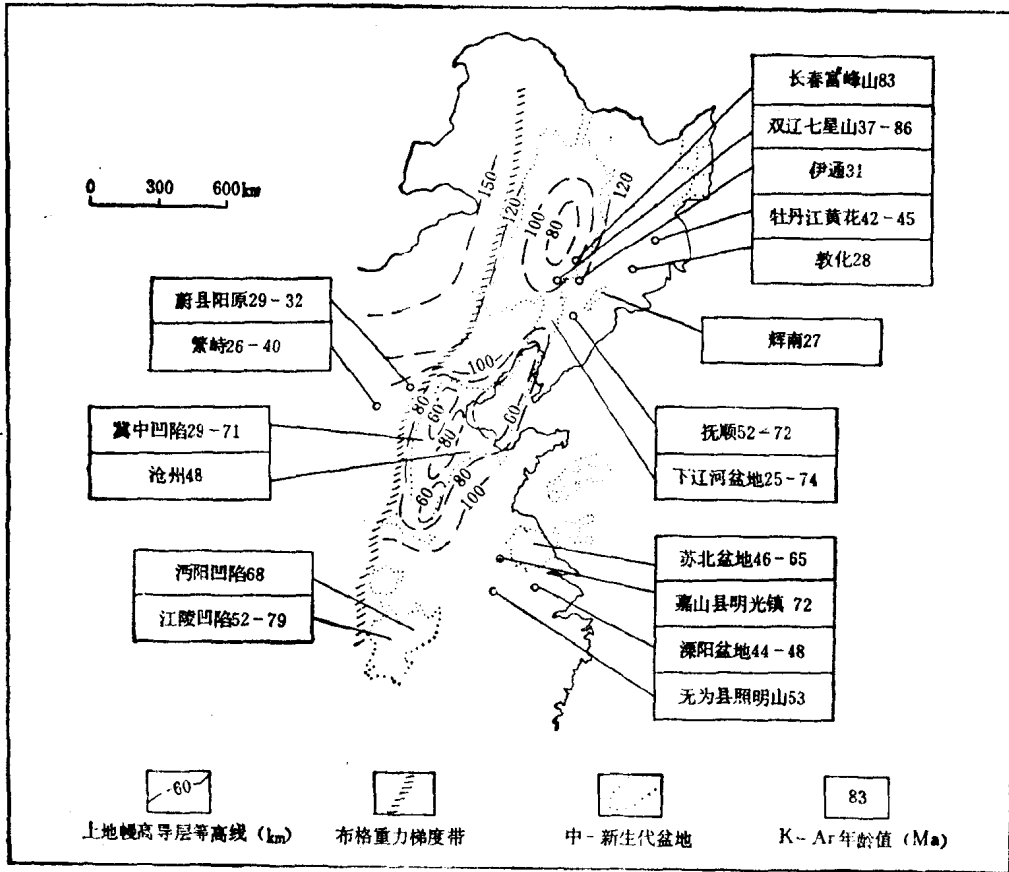 长春富峰山83
双辽七星山37-86
伊通31
牡丹江黄花42-45
敦化28
0 300 600km
150
120
120
100
80
蔚县阳原29-32
繁峙26-40
辉南27
100
80
60
60
80
冀中凹陷29-71
沧州48
抚顺52-72
下辽河盆地25-74
80
60
100
沔阳凹陷68
江陵凹陷52-79
苏北盆地46-65
嘉山县明光镇 72
溧阳盆地44-48
无为县照明山53
60
83
上地幔高导层等高线(km)
布格重力梯度带
中-新生代盆地
K-Ar年龄值(Ma)